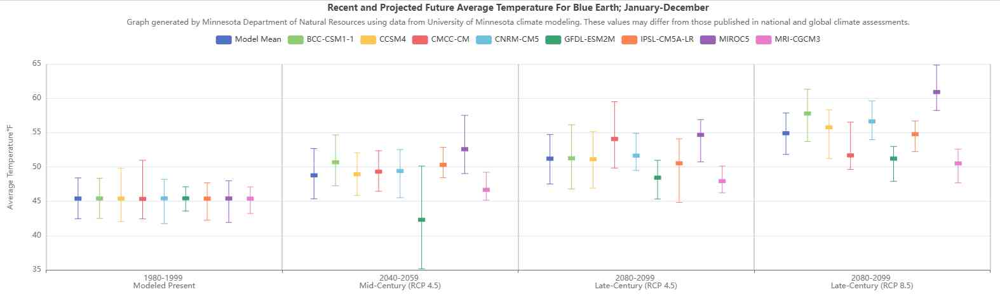 Recent and Projected Future Average Temperature For Blue Earth; January-December
Graph generated by Minnesota Department of Natural Resources using data from University of Minnesota climate modeling. These values may differ from those published in national and global climate assessments.
Model Mean BCC-CSM1-1 CCSM4 CMCC-CM CNRM-CM5 GFDL-ESM2M IPSL-CM5A-LR MIROC5 MRI-CGCM3
Average Temperature°F
65
60
55
50
45
40
35
1980-1999 2040-2059 2080-2099 2080-2099
Modeled Present Mid-Century (RCP 4.5) Late-Century (RCP 4.5) Late-Century (RCP 8.5)